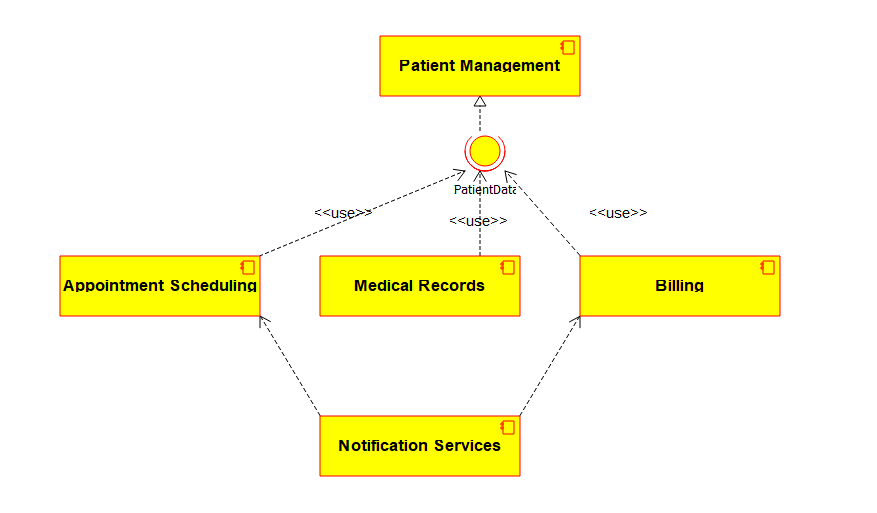 Patient Management
PatientData
<<use>>
<<use>>
<<use>>
Appointment Scheduling
Medical Records
Billing
Notification Services